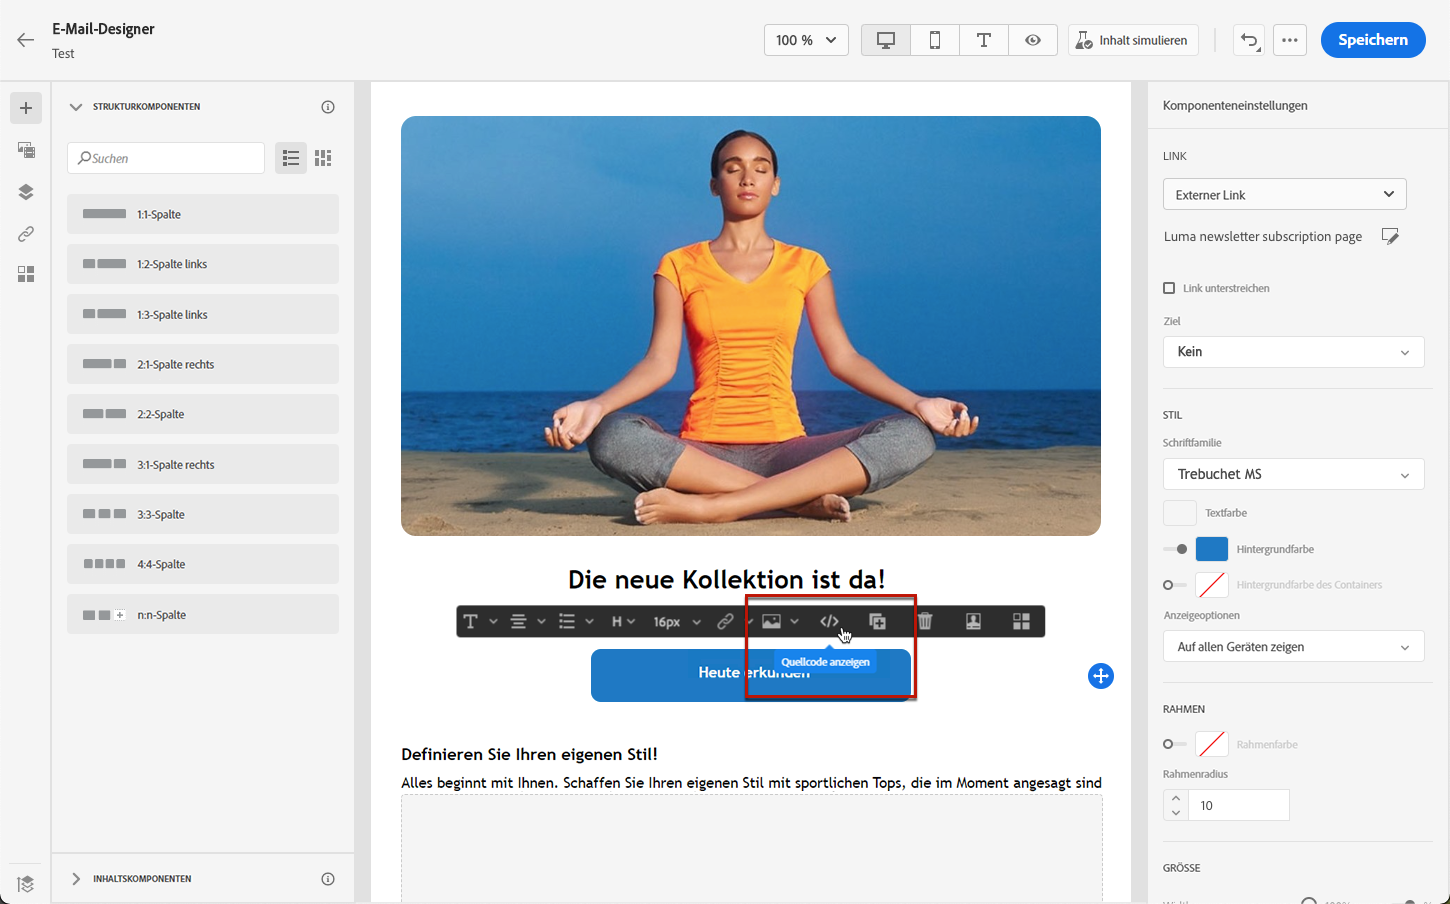 E-Mail-Designer
Test
100 %
Inhalt simulieren
Speichern
STRUKTURKOMPONENTEN
Suchen
1:1-Spalte
1:2-Spalte links
1:3-Spalte links
2:1-Spalte rechts
2:2-Spalte
3:1-Spalte rechts
3:3-Spalte
4:4-Spalte
n:n-Spalte
INHALTSKOMPONENTEN
Die neue Kollektion ist da!
T
H
16px
Quellcode anzeigen
Heute erkunden
Definieren Sie Ihren eigenen Stil!
Alles beginnt mit Ihnen. Schaffen Sie Ihren eigenen Stil mit sportlichen Tops, die im Moment angesagt sind
Komponenteneinstellungen
LINK
Externer Link
Luma newsletter subscription page
Link unterstreichen
Ziel
Kein
STIL
Schriftfamilie
Trebuchet MS
Textfarbe
Hintergrundfarbe
Hintergrundfarbe des Containers
Anzeigeoptionen
Auf allen Geräten zeigen
RAHMEN
Rahmenfarbe
Rahmenradius
10
GRÖSSE